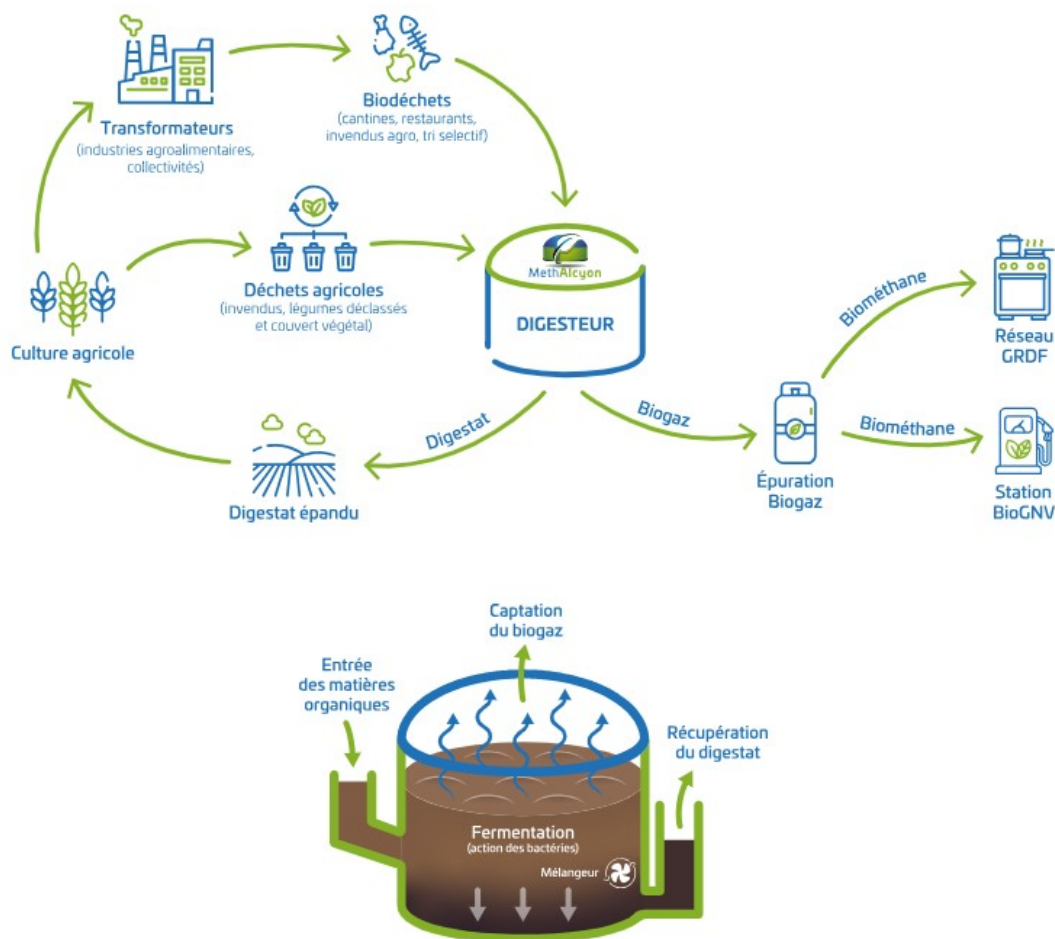 Transformateurs
(industries agroalimentaires,
collectivités)
Biodéchets
(cantines, restaurants,
invendus agro, tri selectif)
Déchets agricoles
(invendus, légumes déclassés
et couvert végétal)
Culture agricole
MethAlcyon
DIGESTEUR
Digestat
Digestat épandu
Biogaz
Épuration
Biogaz
Biométhane
Réseau
GRDF
Biométhane
Station
BioGNV
Captation
du biogaz
Entrée
des matières
organiques
Récupération
du digestat
Fermentation
(action des bactéries)
Mélangeur